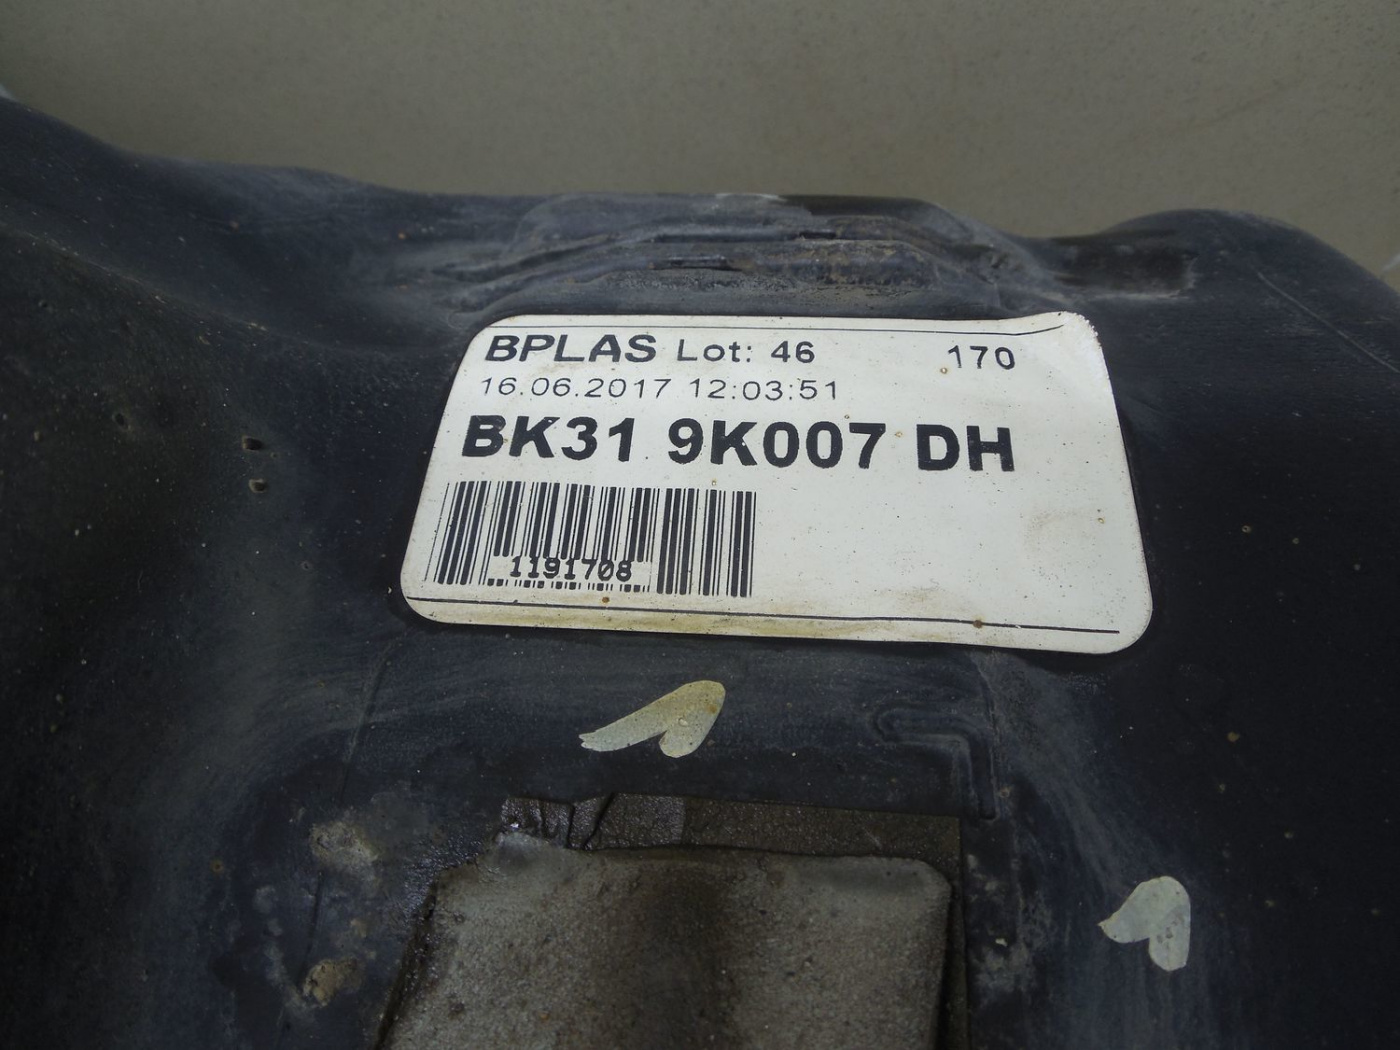 BPLAS Lot: 46 170
16.06.2017 12:03:51
BK31 9K007 DH
1191708